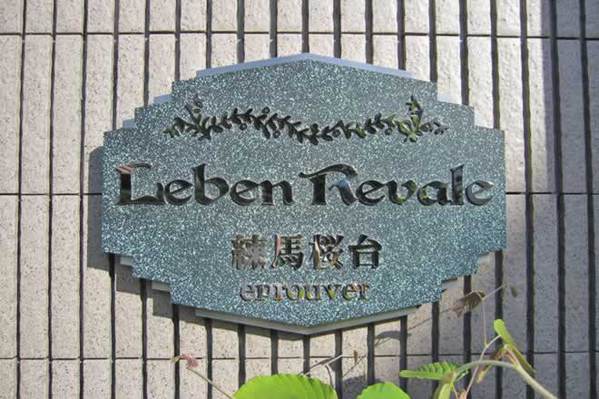 Leben Revale
練馬桜台
eprouver